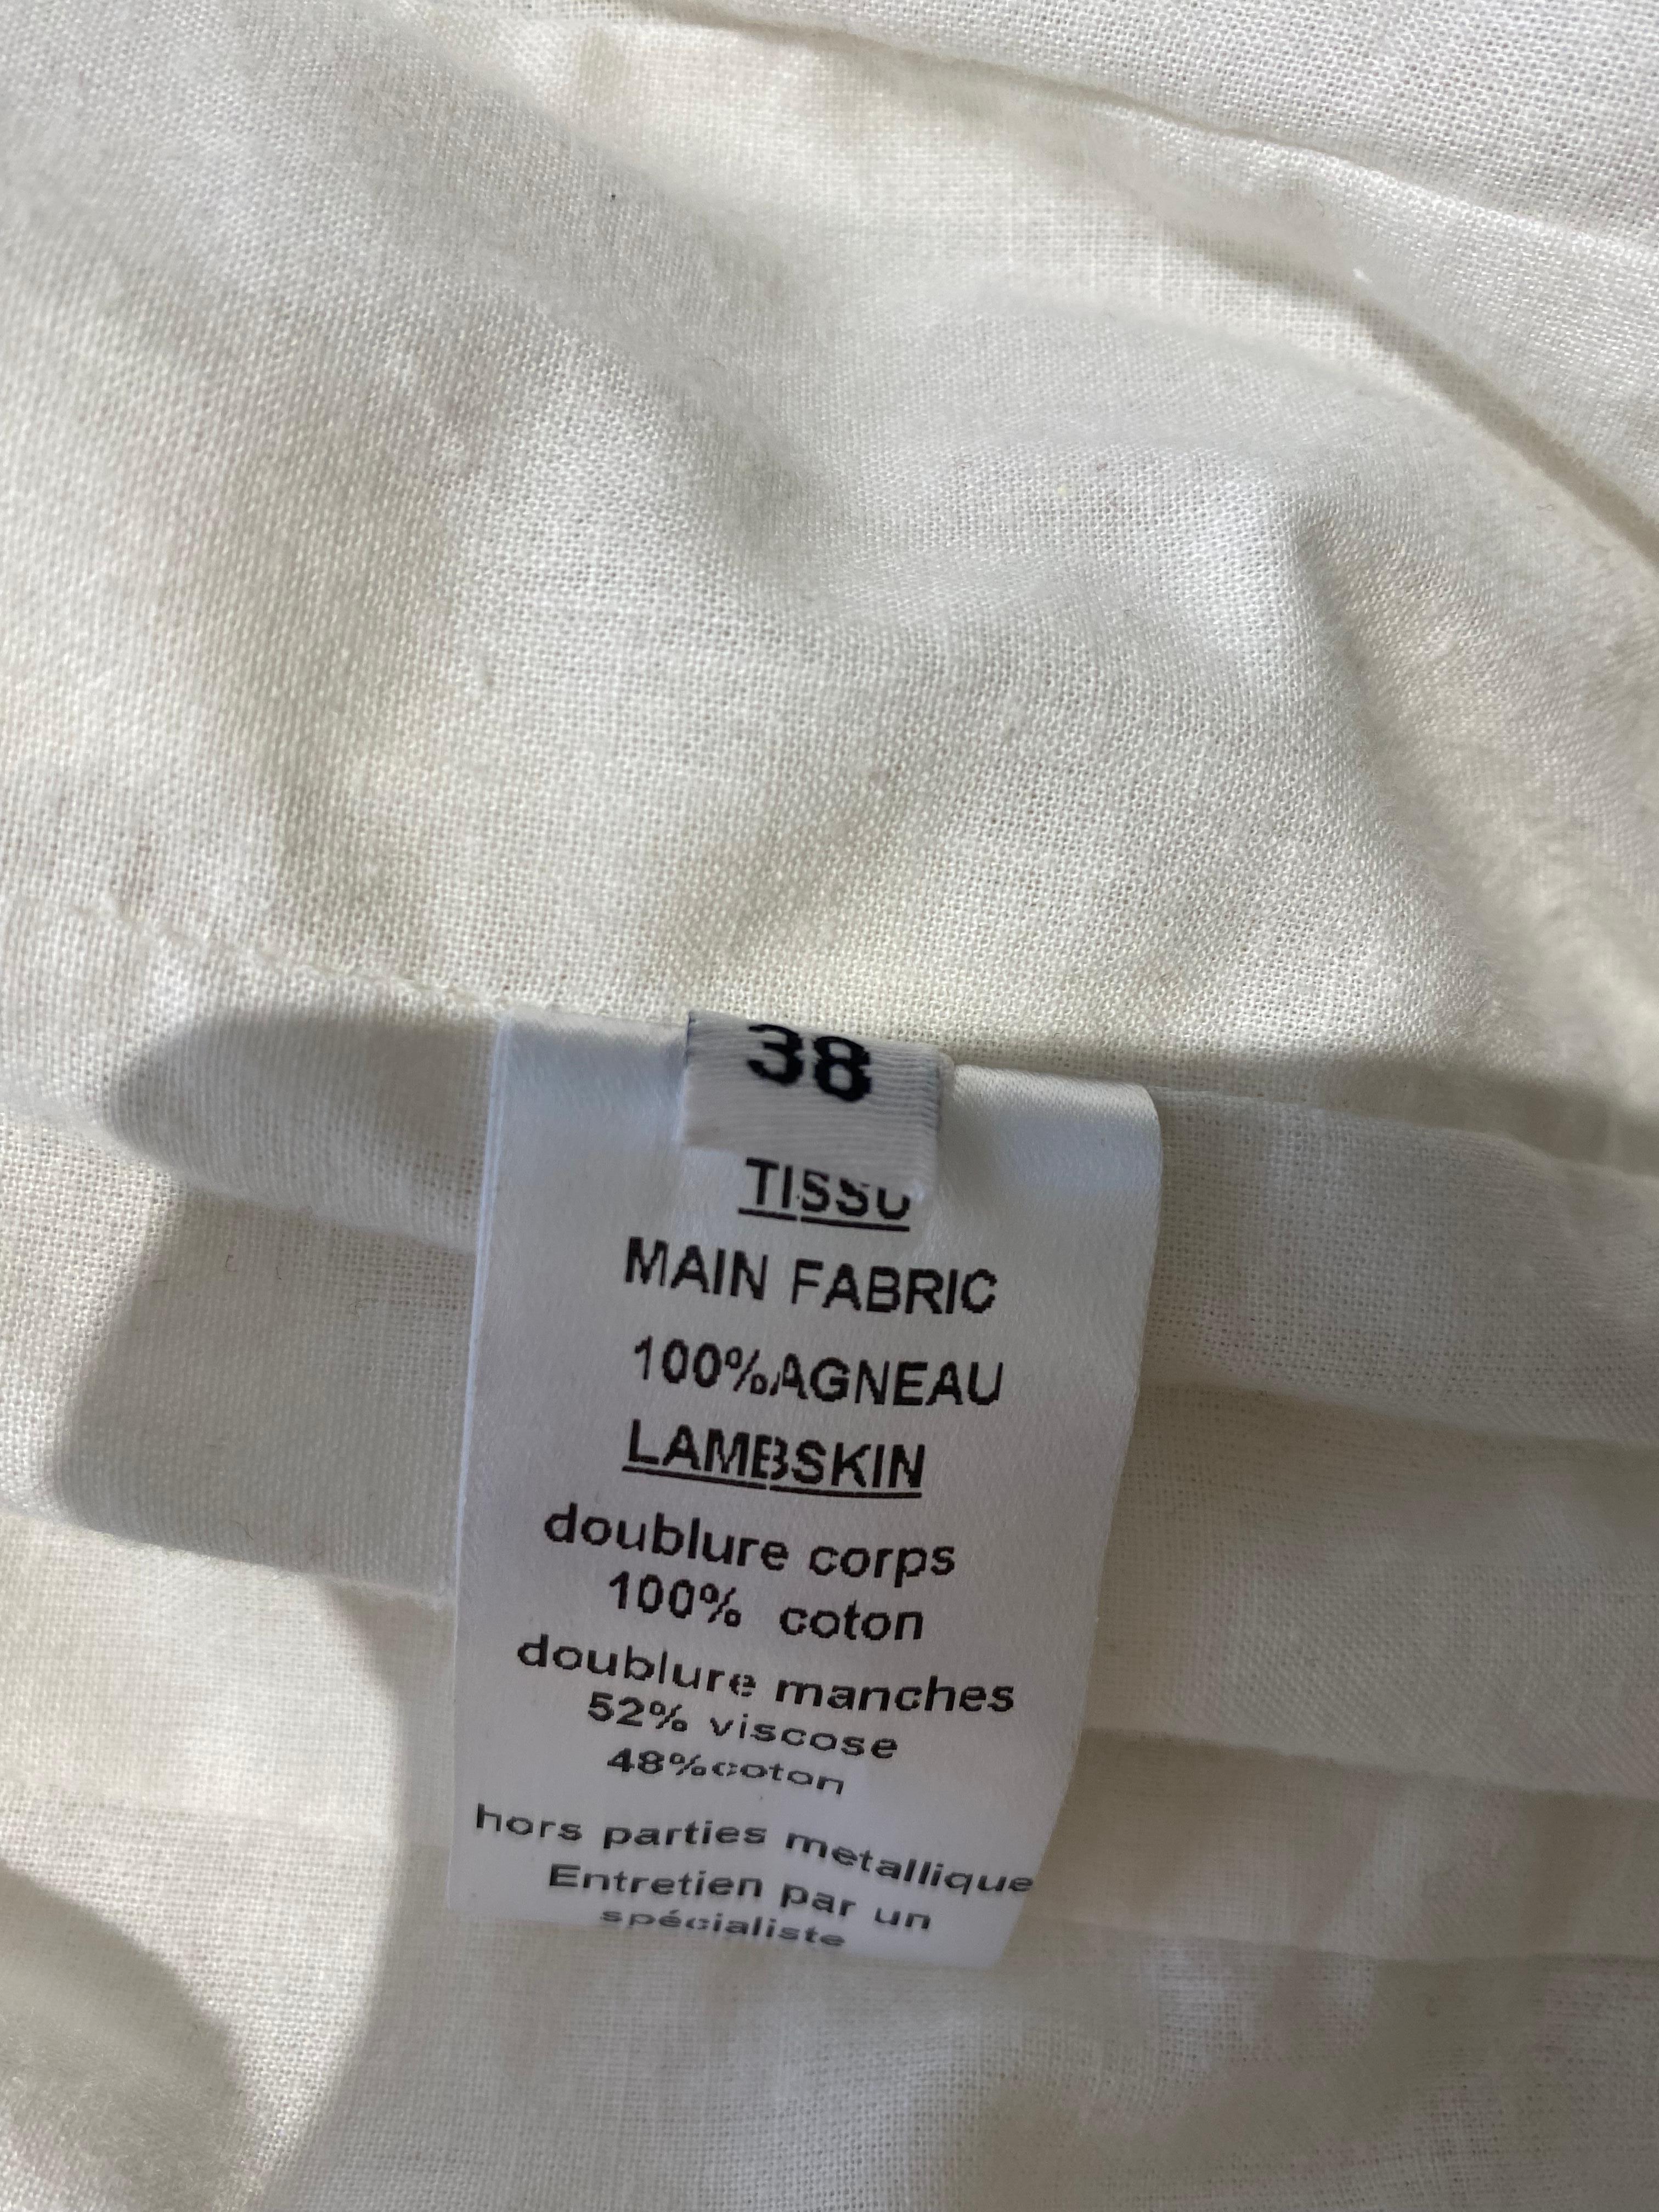 38
TISSU
MAIN FABRIC
100%AGNEAU
LAMBSKIN
doublure corps
100% coton
doublure manches
52% viscose
48%coton
hors parties metallique
Entretien par un
spécialiste